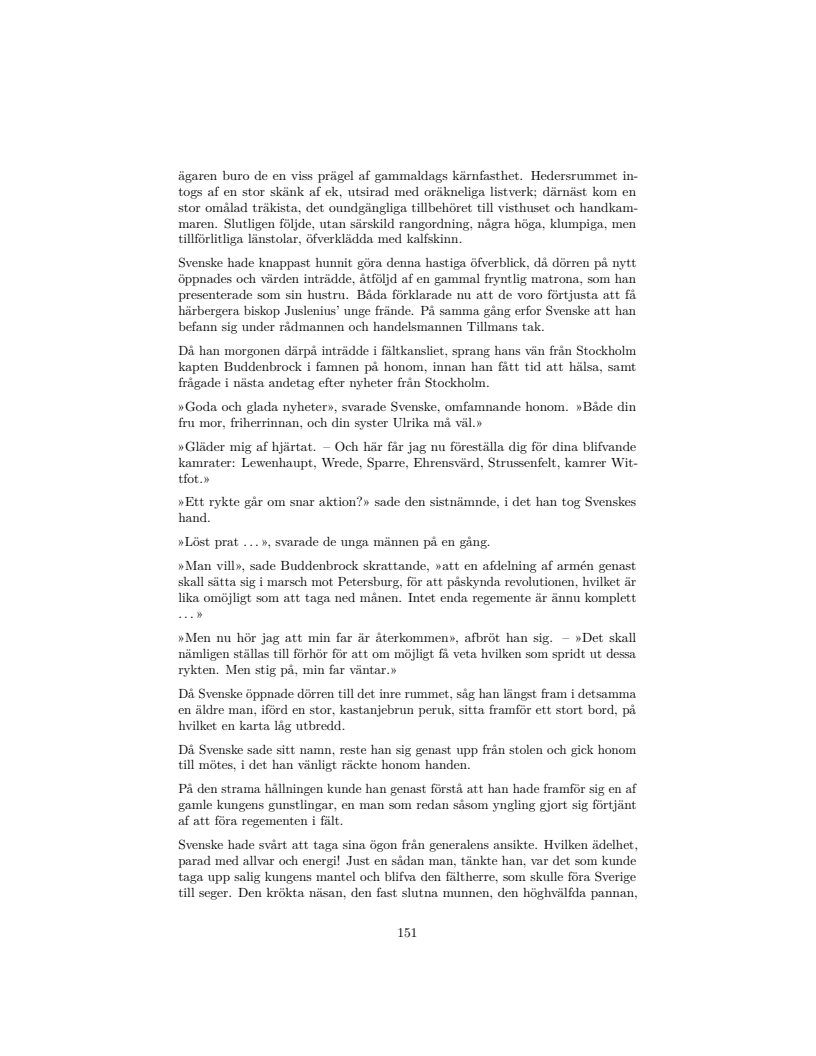 ägaren buro de en viss prägel af gammaldags kärnfasthet. Hedersrummet in-
togs af en stor skänk af ek, utsirad med oräkneliga listverk; därnäst kom en
stor omålad träkista, det oundgängliga tillbehöret till visthuset och handkam-
maren. Slutligen följde, utan särskild rangordning, några höga, klumpiga, men
tillförlitliga länstolar, öfverklädda med kalfskinn.
Svenske hade knappast hunnit göra denna hastiga öfverblick, då dörren på nytt
öppnades och värden inträdde, åtföljd af en gammal fryntlig matrona, som han
presenterade som sin hustru. Båda förklarade nu att de voro förtjusta att få
härbergera biskop Juslenius’ unge frände. På samma gång erfor Svenske att han
befann sig under rådmannen och handelsmannen Tillmans tak.
Då han morgonen därpå inträdde i fältkansliet, sprang hans vän från Stockholm
kapten Buddenbrock i famnen på honom, innan han fått tid att hälsa, samt
frågade i nästa andetag efter nyheter från Stockholm.
»Goda och glada nyheter», svarade Svenske, omfamnande honom. »Både din
fru mor, friherrinnan, och din syster Ulrika må väl.»
»Gläder mig af hjärtat. – Och här får jag nu föreställa dig för dina blifvande
kamrater: Lewenhaupt, Wrede, Sparre, Ehrensvärd, Strussenfelt, kamrer Wit-
tfot.»
»Ett rykte går om snar aktion?» sade den sistnämnde, i det han tog Svenskes
hand.
»Löst prat . . . », svarade de unga männen på en gång.
»Man vill», sade Buddenbrock skrattande, »att en afdelning af armén genast
skall sätta sig i marsch mot Petersburg, för att påskynda revolutionen, hvilket är
lika omöjligt som att taga ned månen. Intet enda regemente är ännu komplett
. . . »
»Men nu hör jag att min far är återkommen», afbröt han sig. – »Det skall
nämligen ställas till förhör för att om möjligt få veta hvilken som spridt ut dessa
rykten. Men stig på, min far väntar.»
Då Svenske öppnade dörren till det inre rummet, såg han längst fram i detsamma
en äldre man, iförd en stor, kastanjebrun peruk, sitta framför ett stort bord, på
hvilket en karta låg utbredd.
Då Svenske sade sitt namn, reste han sig genast upp från stolen och gick honom
till mötes, i det han vänligt räckte honom handen.
På den strama hållningen kunde han genast förstå att han hade framför sig en af
gamle kungens gunstlingar, en man som redan såsom yngling gjort sig förtjänt
af att föra regementen i fält.
Svenske hade svårt att taga sina ögon från generalens ansikte. Hvilken ädelhet,
parad med allvar och energi! Just en sådan man, tänkte han, var det som kunde
taga upp salig kungens mantel och blifva den fältherre, som skulle föra Sverige
till seger. Den krökta näsan, den fast slutna munnen, den höghvälfda pannan,
151